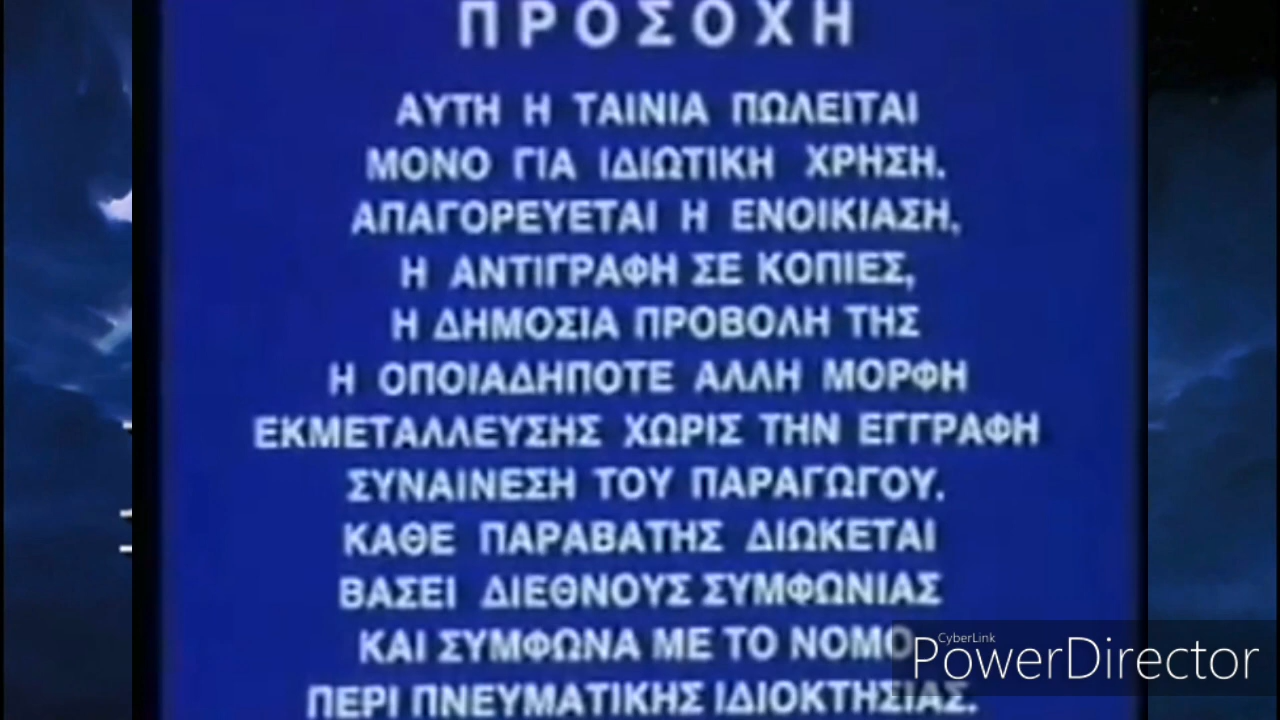 ΠΡΟΣΟΧΗ
ΑΥΤΗ Η ΤΑΙΝΙΑ ΠΩΛΕΙΤΑΙ
ΜΟΝΟ ΓΙΑ ΙΔΙΩΤΙΚΗ ΧΡΗΣΗ.
ΑΠΑΓΟΡΕΥΕΤΑΙ Η ΕΝΟΙΚΙΑΣΗ,
Η ΑΝΤΙΓΡΑΦΗ ΣΕ ΚΟΠΙΕΣ,
Η ΔΗΜΟΣΙΑ ΠΡΟΒΟΛΗ ΤΗΣ
Η ΟΠΟΙΑΔΗΠΟΤΕ ΑΛΛΗ ΜΟΡΦΗ
ΕΚΜΕΤΑΛΛΕΥΣΗΣ ΧΩΡΙΣ ΤΗΝ ΕΓΓΡΑΦΗ
ΣΥΝΑΙΝΕΣΗ ΤΟΥ ΠΑΡΑΓΩΓΟΥ.
ΚΑΘΕ ΠΑΡΑΒΑΤΗΣ ΔΙΩΚΕΤΑΙ
ΒΑΣΕΙ ΔΙΕΘΝΟΥΣ ΣΥΜΦΩΝΙΑΣ
ΚΑΙ ΣΥΜΦΩΝΑ ΜΕ ΤΟ ΝΟΜΟ
ΠΕΡΙ ΠΝΕΥΜΑΤΙΚΗΣ ΙΔΙΟΚΤΗΣΙΑΣ.
CyberLink
PowerDirector